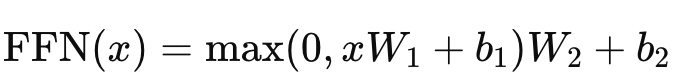 FFN(x) = max(0, xW₁ + b₁)W₂ + b₂